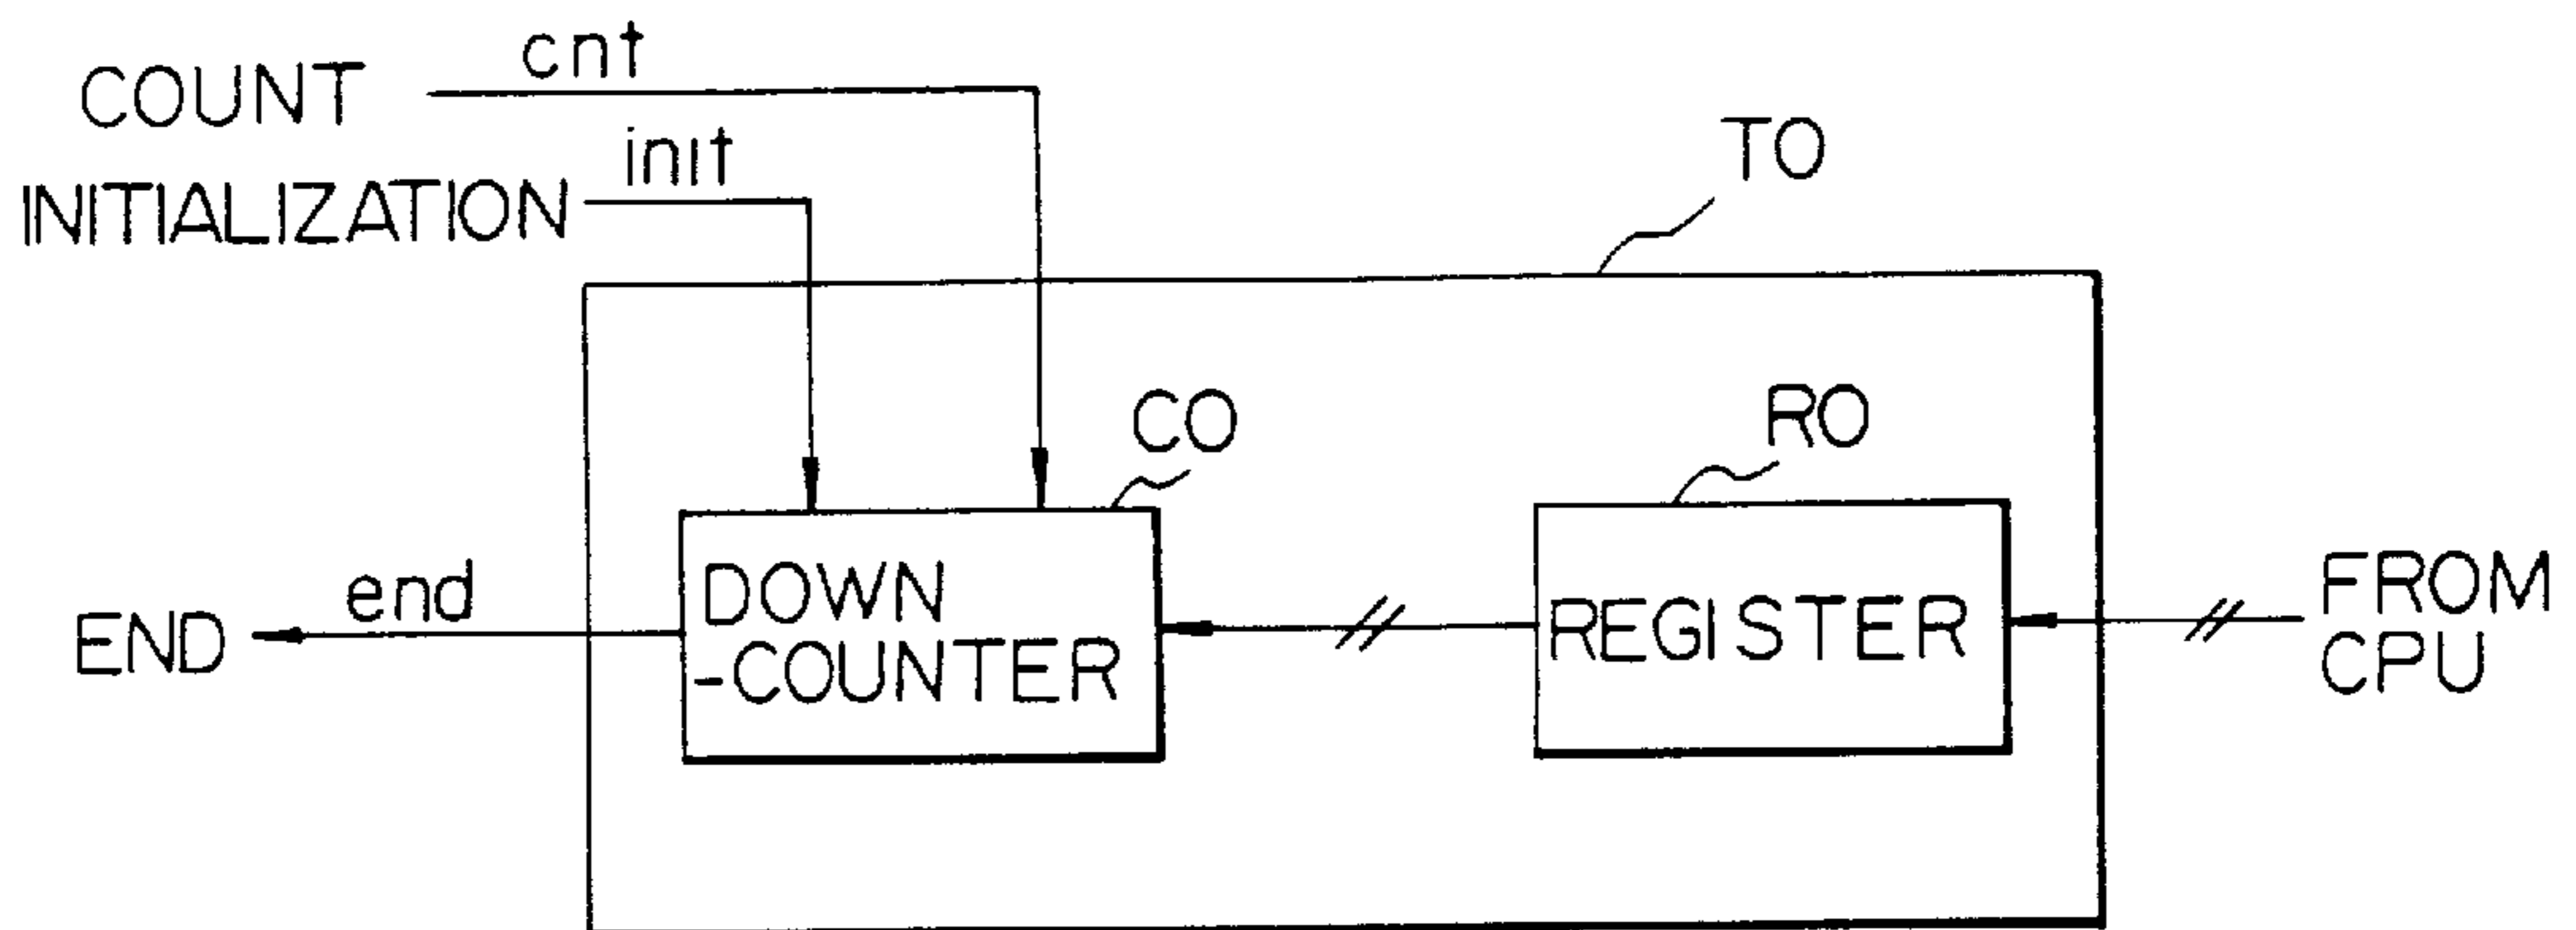 cnt
COUNT
init
INITIALIZATION
TO
CO
RO
DOWN
-COUNTER
REGISTER
FROM
CPU
end
END